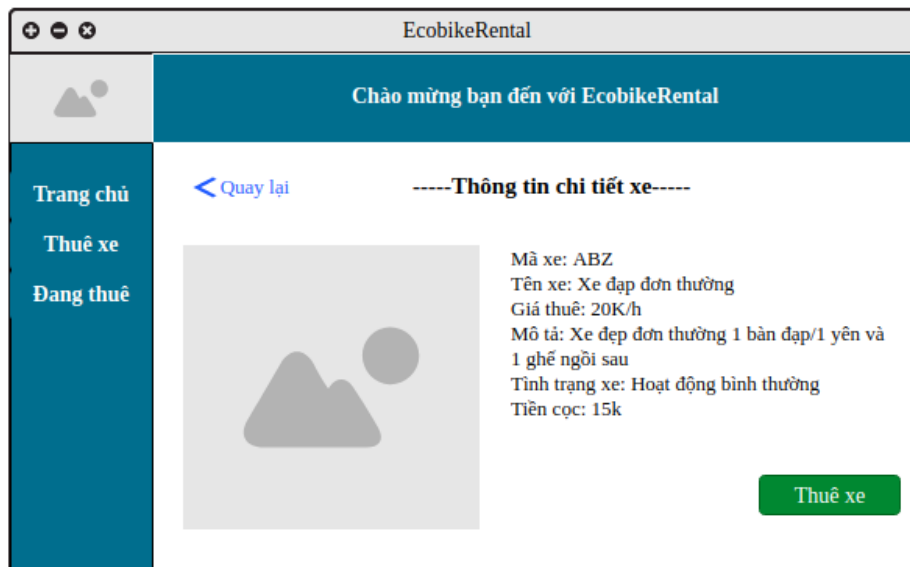 EcobikeRental
Chào mừng bạn đến với EcobikeRental
Trang chủ
Thuê xe
Đang thuê
Quay lại
-----Thông tin chi tiết xe-----
Mã xe: ABZ
Tên xe: Xe đạp đơn thường
Giá thuê: 20K/h
Mô tả: Xe đẹp đơn thường 1 bàn đạp/1 yên và
1 ghế ngồi sau
Tình trạng xe: Hoạt động bình thường
Tiền cọc: 15k
Thuê xe